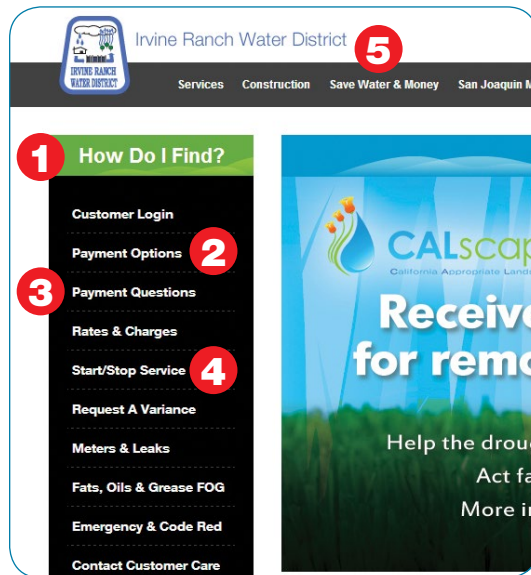 IRVINE RANCH
WATER DISTRICT
Irvine Ranch Water District
5
Services Construction Save Water & Money San Joaquin M
1
How Do I Find?
Customer Login
Payment Options
2
3
Payment Questions
Rates & Charges
Start/Stop Service
4
Request A Variance
Meters & Leaks
Fats, Oils & Grease FOG
Emergency & Code Red
Contact Customer Care
CALscap
California Appropriate Land
Receive
for remo
Help the drou
Act fa
More in